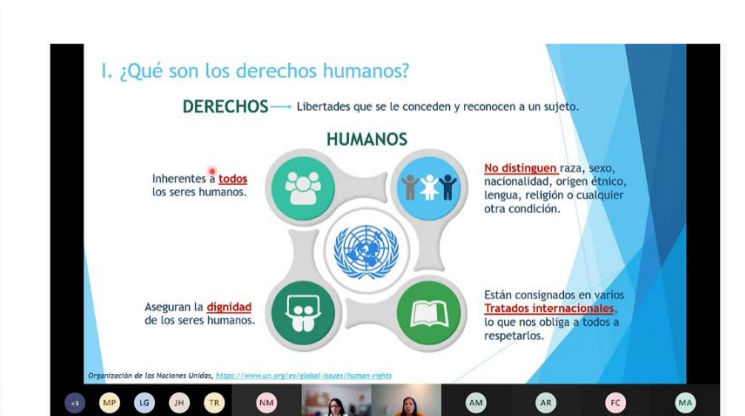 I. ¿Qué son los derechos humanos?
DERECHOS → Libertades que se le conceden y reconocen a un sujeto.
HUMANOS
Inherentes a todos
los seres humanos.
No distinguen raza, sexo,
nacionalidad, origen étnico,
lengua, religión o cualquier
otra condición.
Aseguran la dignidad
de los seres humanos.
Están consignados en varios
Tratados internacionales,
lo que nos obliga a todos a
respetarlos.
Organización de las Naciones Unidas, https://www.un.org/es/global-issues/human-rights
+5 MP LG JH TR NM AM AR FC MA